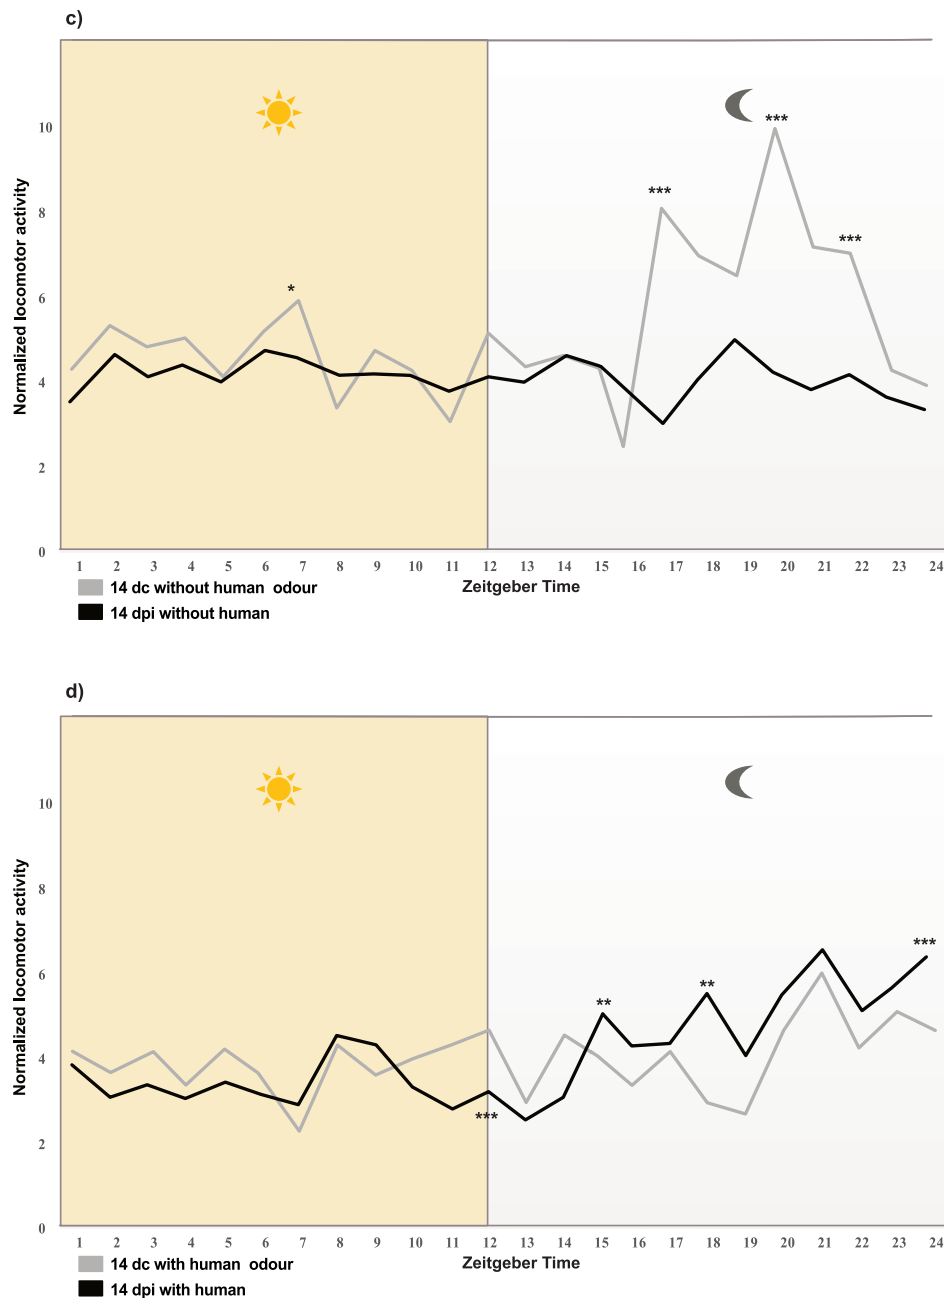 c)
10
8
6
4
2
0
Normalized locomotor activity
*
***
***
***
1 2 3 4 5 6 7 8 9 10 11 12 13 14 15 16 17 18 19 20 21 22 23 24
Zeitgeber Time
14 dc without human odour
14 dpi without human
d)
10
8
6
4
2
0
Normalized locomotor activity
***
**
**
***
1 2 3 4 5 6 7 8 9 10 11 12 13 14 15 16 17 18 19 20 21 22 23 24
Zeitgeber Time
14 dc with human odour
14 dpi with human